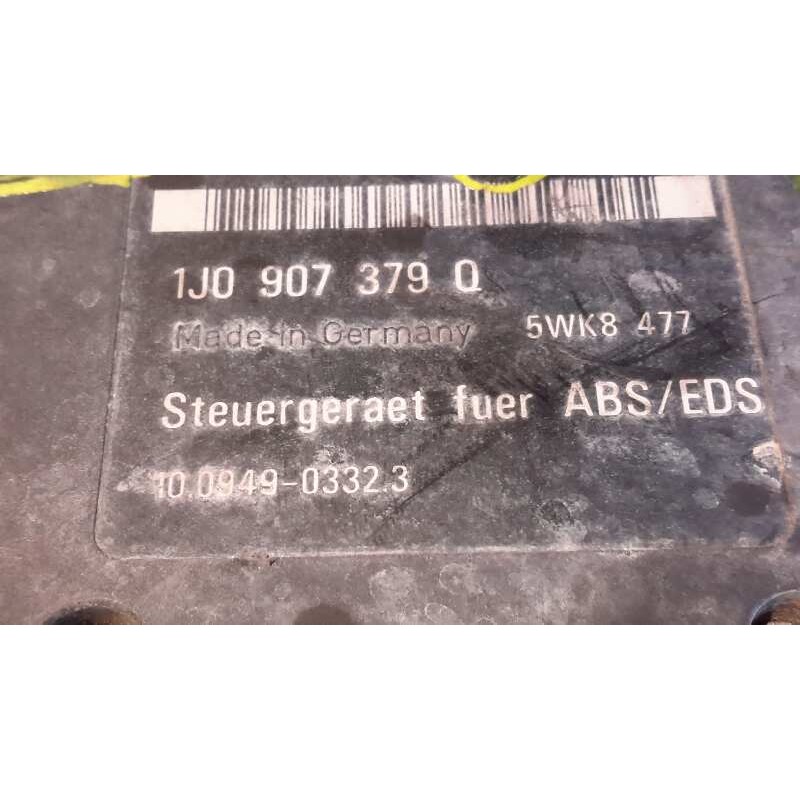 1J0 907 379 Q
Made in Germany 5WK8 477
Steuergeraet fuer ABS/EDS
10.0949-0332.3